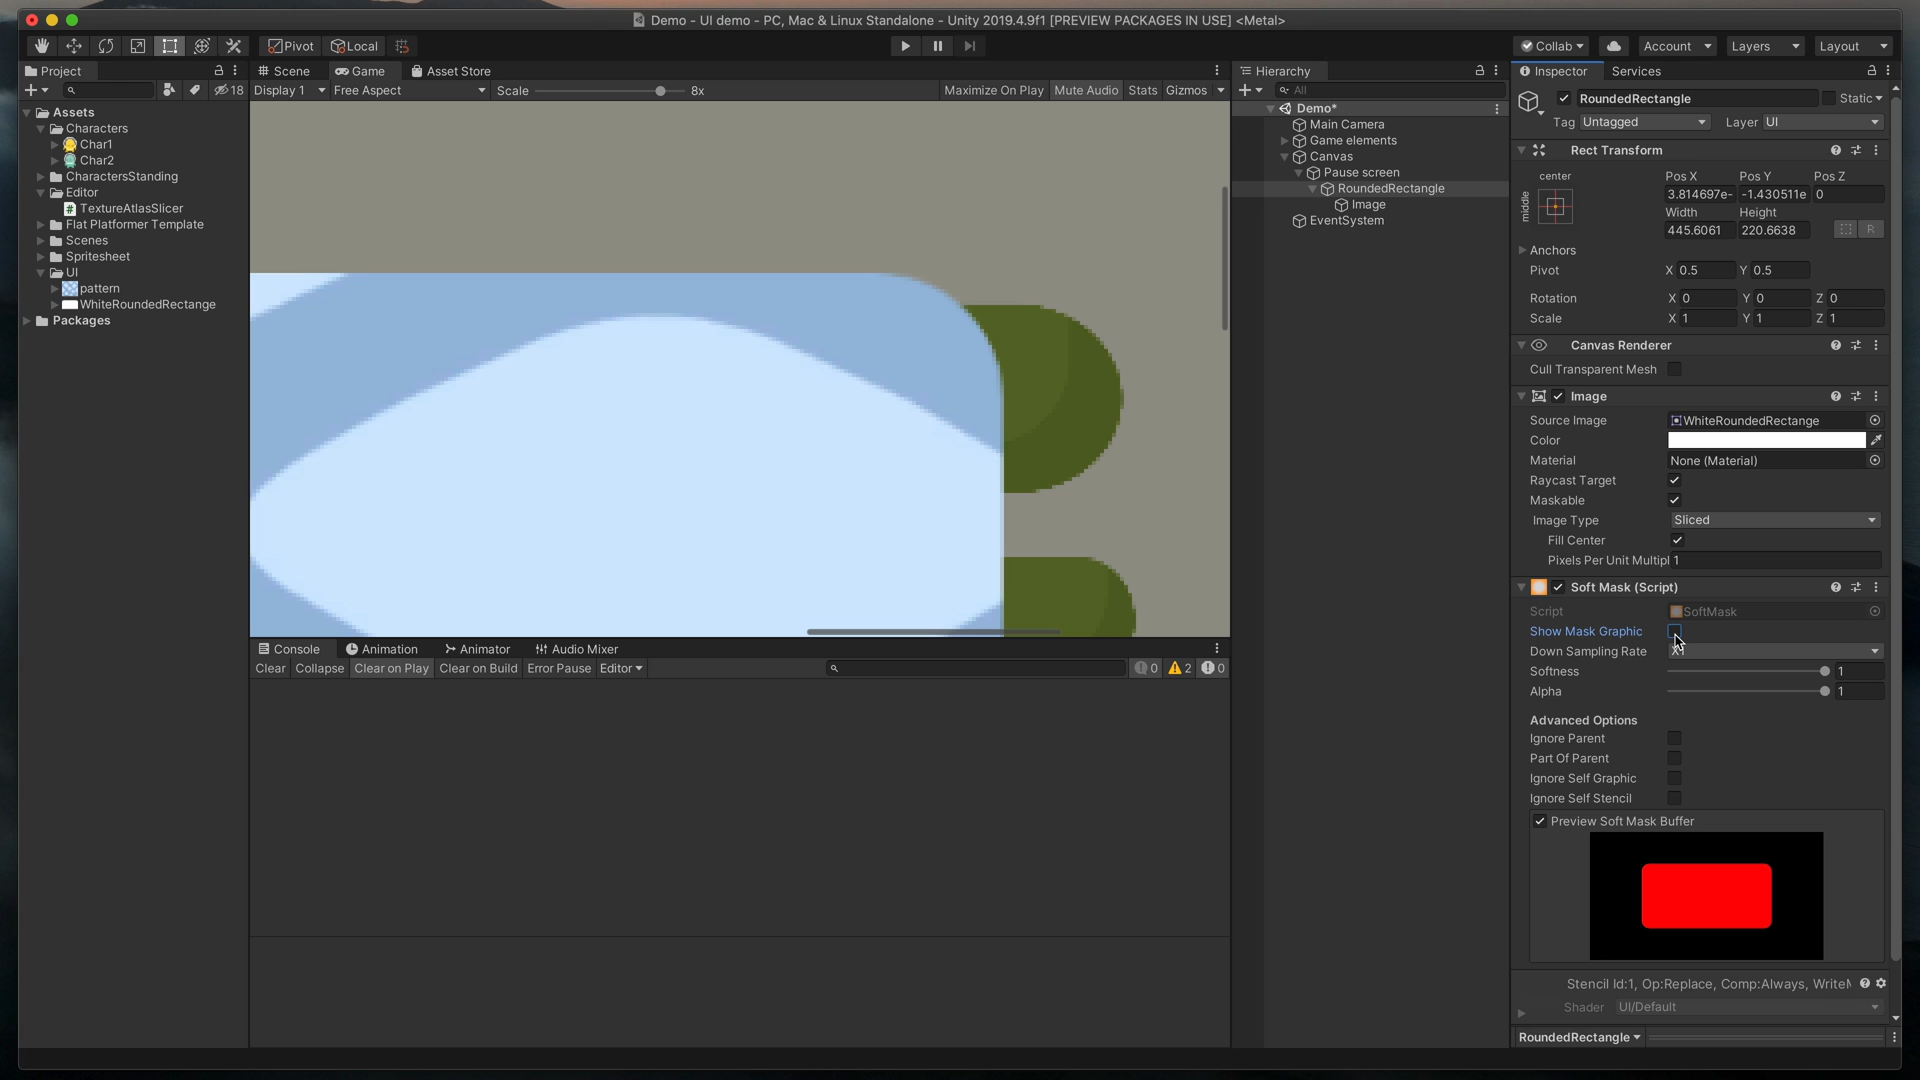 Demo - UI demo - PC, Mac & Linux Standalone - Unity 2019.4.9f1 [PREVIEW PACKAGES IN USE] <Metal>
Pivot Local Collab Account Layers Layout
Project
18
Assets
Characters
Char1
Char2
CharactersStanding
Editor
TextureAtlasSlicer
Flat Platformer Template
Scenes
Spritesheet
UI
pattern
WhiteRoundedRectange
Packages
Scene Game Asset Store
Display 1 Free Aspect Scale 8x Maximize On Play Mute Audio Stats Gizmos
Console Animation Animator Audio Mixer
Clear Collapse Clear on Play Clear on Build Error Pause Editor 0 2 0
Hierarchy
All
Demo*
Main Camera
Game elements
Canvas
Pause screen
RoundedRectangle
Image
EventSystem
Inspector Services
RoundedRectangle Static
Tag Untagged Layer UI
Rect Transform
center
middle
Pos X Pos Y Pos Z
3.814697e- -1.430511e 0
Width Height
445.6061 220.6638 R
Anchors
Pivot X 0.5 Y 0.5
Rotation X 0 Y 0 Z 0
Scale X 1 Y 1 Z 1
Canvas Renderer
Cull Transparent Mesh
Image
Source Image WhiteRoundedRectange
Color
Material None (Material)
Raycast Target
Maskable
Image Type Sliced
Fill Center
Pixels Per Unit Multipl 1
Soft Mask (Script)
Script SoftMask
Show Mask Graphic
Down Sampling Rate
Softness 1
Alpha 1
Advanced Options
Ignore Parent
Part Of Parent
Ignore Self Graphic
Ignore Self Stencil
Preview Soft Mask Buffer
Stencil Id:1, Op:Replace, Comp:Always,
Shader UI/Default
RoundedRectangle